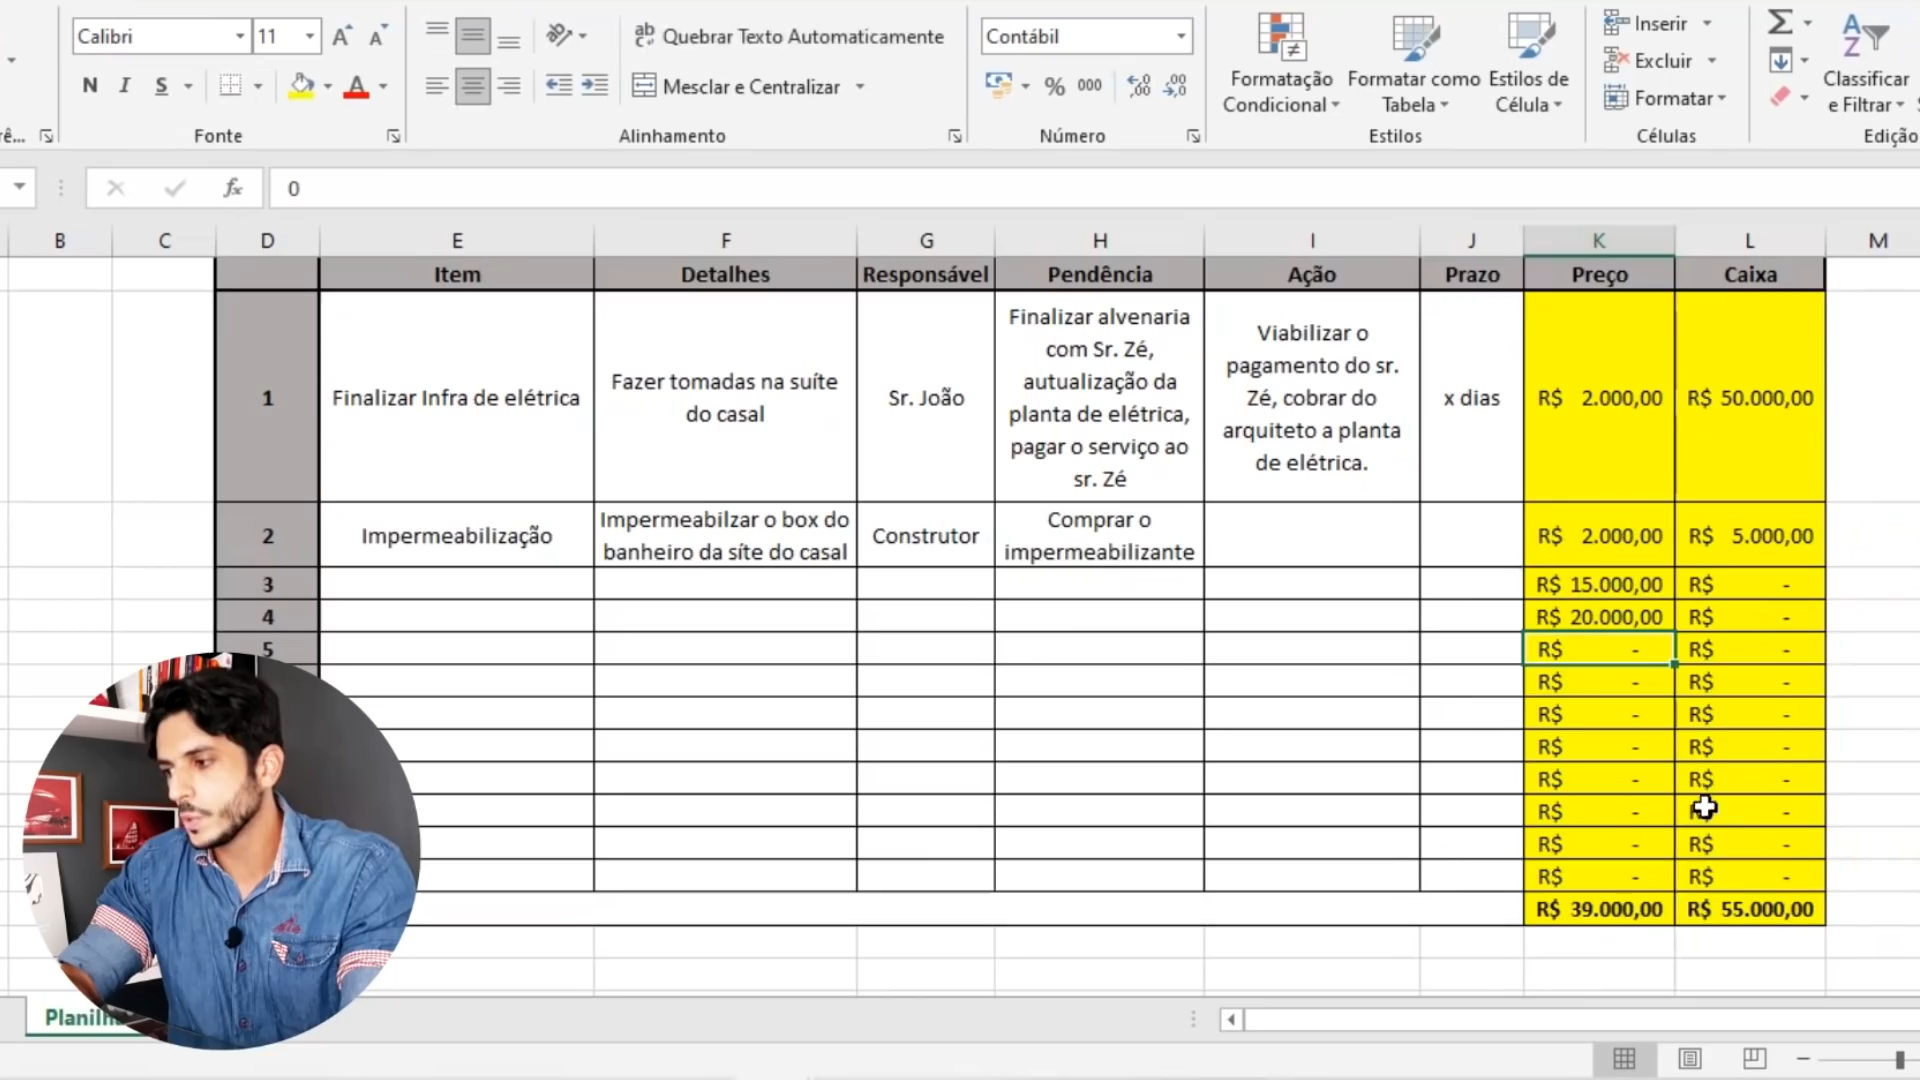 Calibri 11 Quebrar Texto Automaticamente Contábil Inserir
N I S Mesclar e Centralizar % 000 Formatação Condicional Formatar como Tabela Estilos de Célula Excluir Classificar e Filtrar
Formatar
Fonte Alinhamento Número Estilos Células Edição
fx 0
B C D E F G H I J K L M
Item Detalhes Responsável Pendência Ação Prazo Preço Caixa
1
Finalizar Infra de elétrica
Fazer tomadas na suíte
do casal
Sr. João
Finalizar alvenaria
com Sr. Zé,
autualização da
planta de elétrica,
pagar o serviço ao
sr. Zé
Viabilizar o
pagamento do sr.
Zé, cobrar do
arquiteto a planta
de elétrica.
x dias
R$ 2.000,00
R$ 50.000,00
2
Impermeabilização
Impermeabilzar o box do
banheiro da síte do casal
Construtor
Comprar o
impermeabilizante
R$ 2.000,00
R$ 5.000,00
3 R$ 15.000,00 R$ -
4 R$ 20.000,00 R$ -
5 R$ - R$ -
R$ - R$ -
R$ - R$ -
R$ - R$ -
R$ - R$ -
R$ - -
R$ - R$ -
R$ - R$ -
R$ 39.000,00 R$ 55.000,00